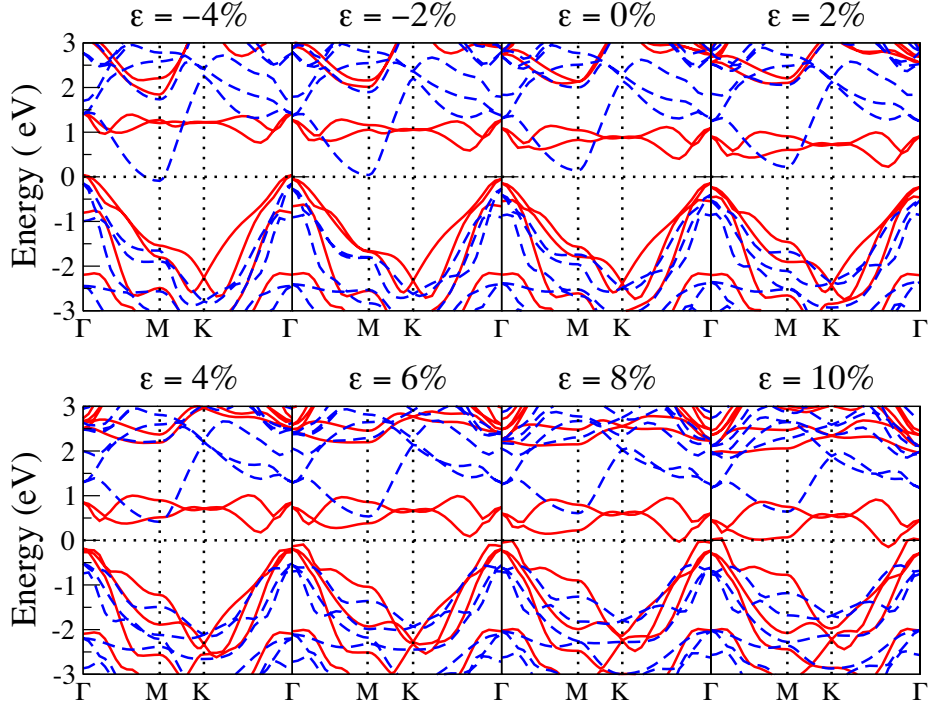 ε = −4% ε = −2% ε = 0% ε = 2%
3
2
1
0
-1
-2
-3
Energy ( eV)
Γ M K Γ M K Γ M K Γ M K Γ
ε = 4% ε = 6% ε = 8% ε = 10%
3
2
1
0
-1
-2
-3
Energy (eV)
Γ M K Γ M K Γ M K Γ M K Γ